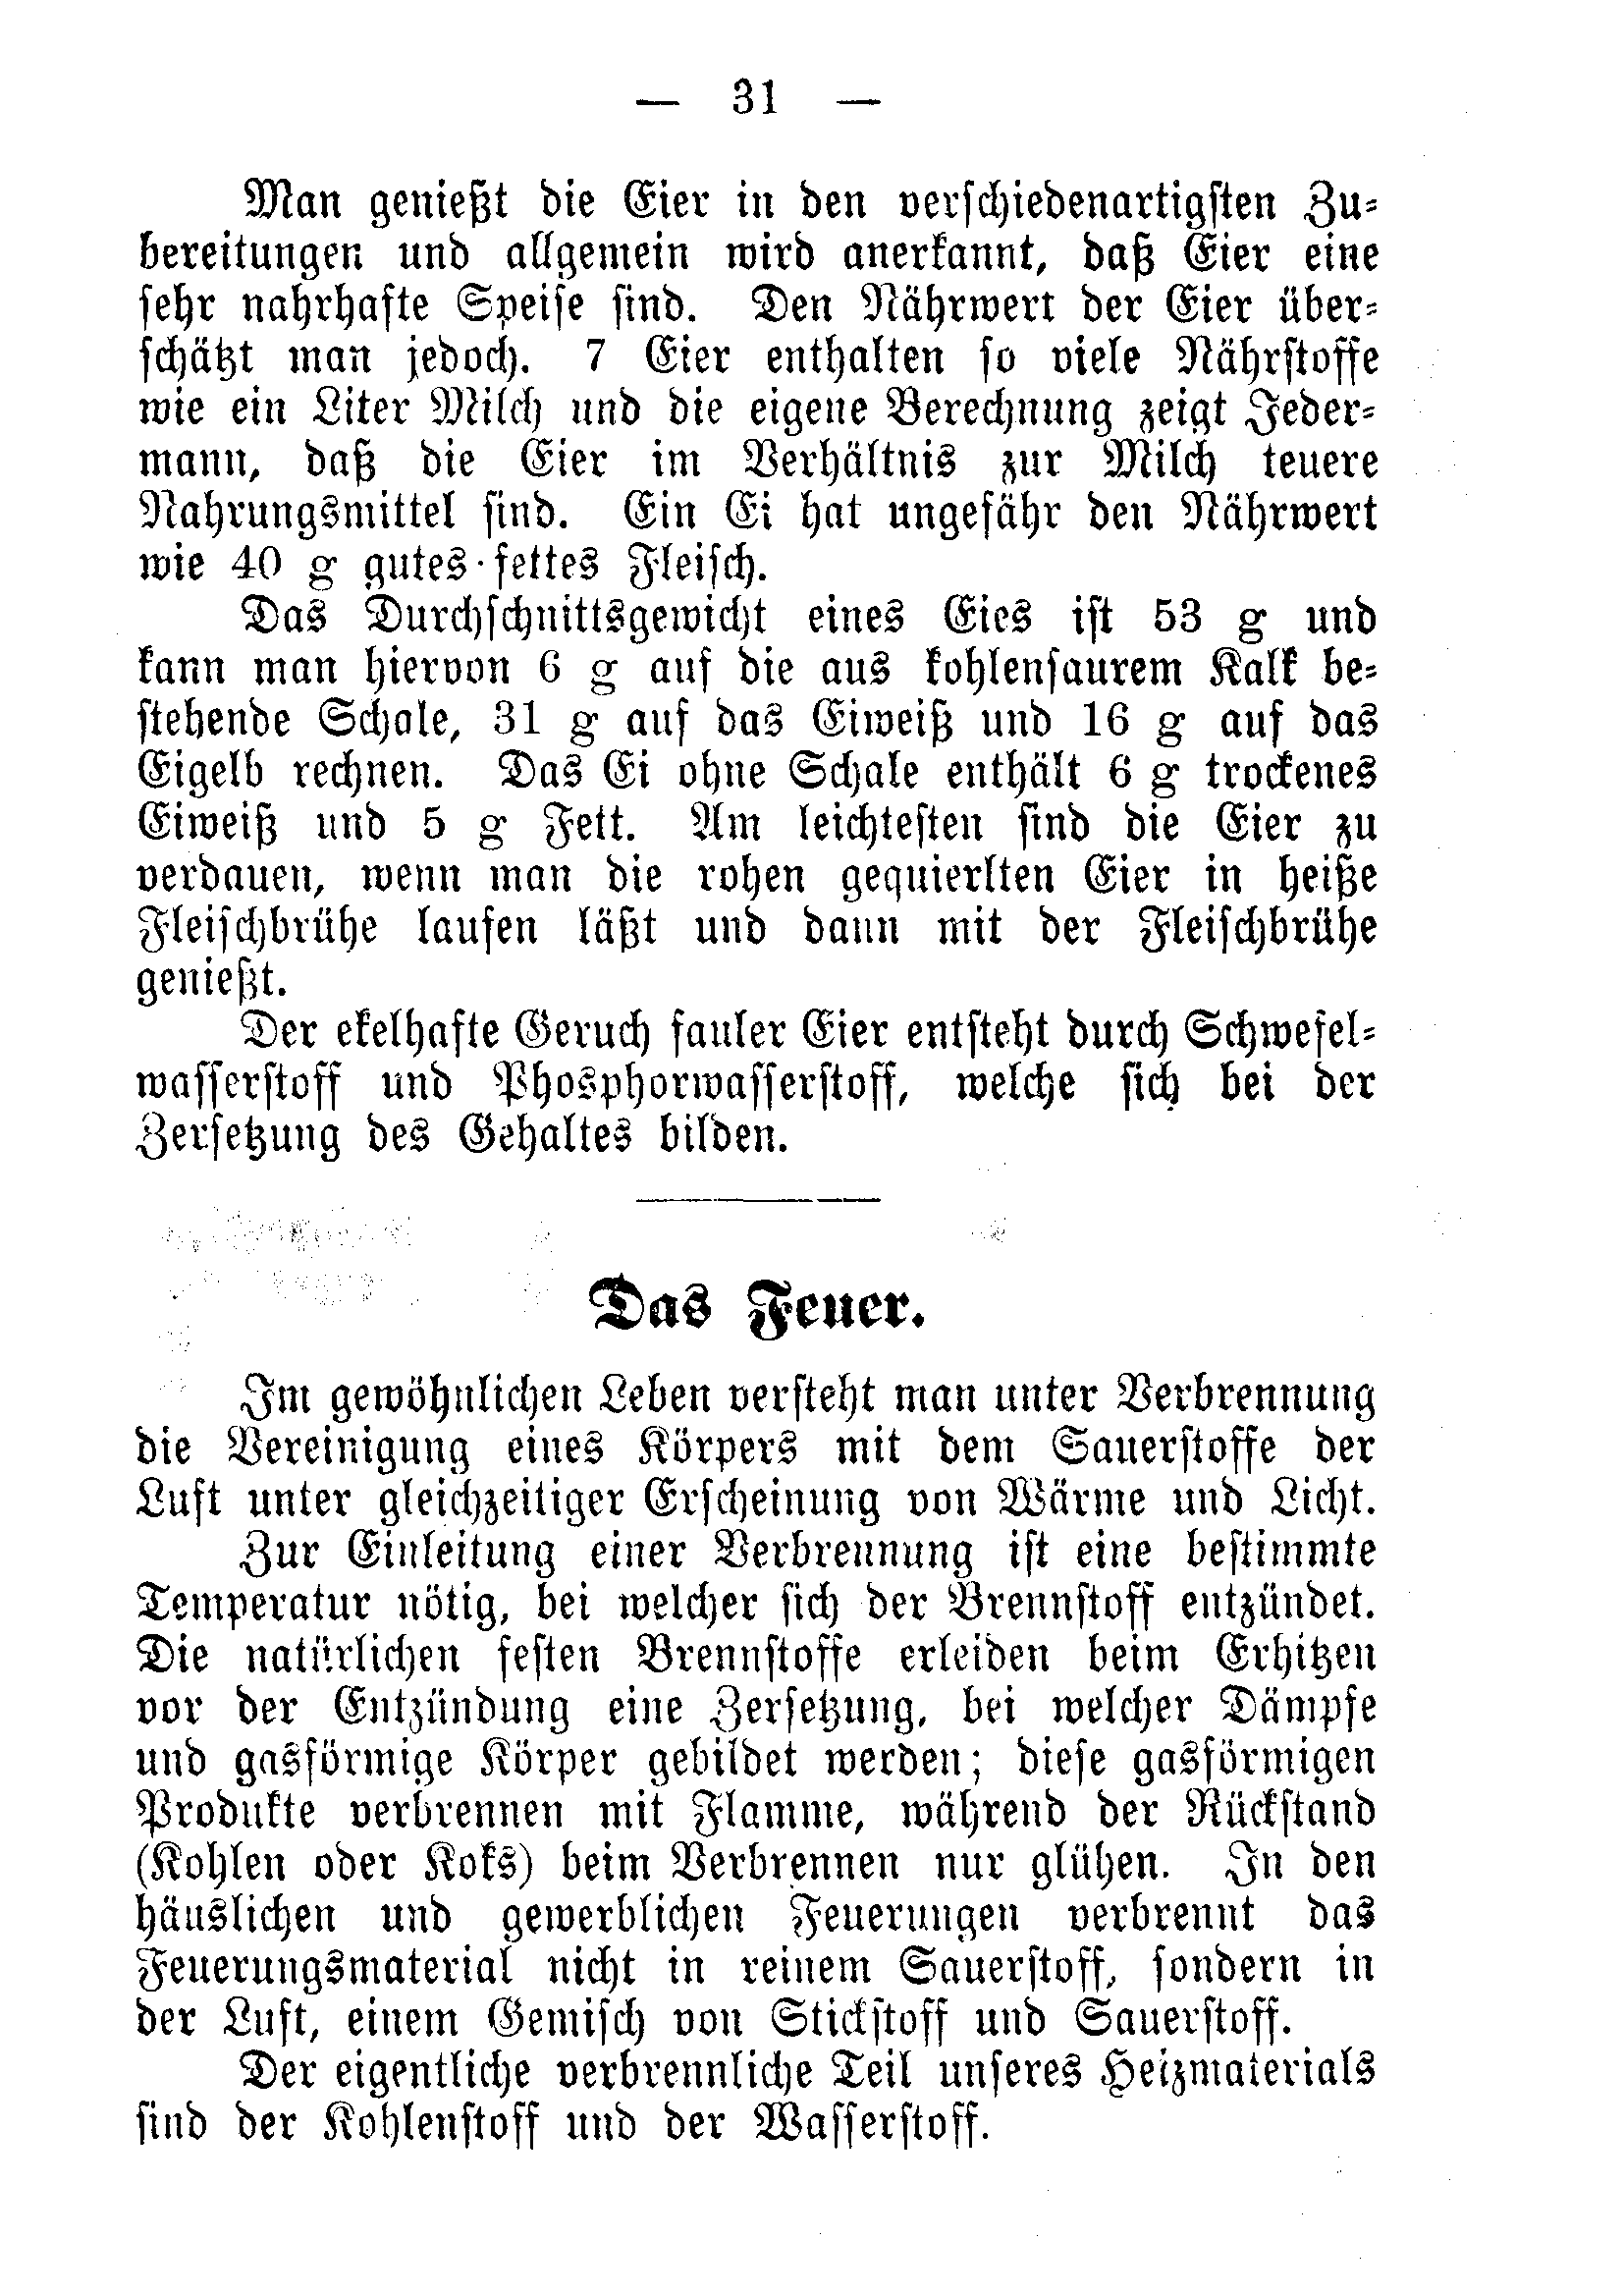 — 31 —
Man genießt die Eier in den verschiedenartigsten Zu-
bereitungen und allgemein wird anerkannt, daß Eier eine
sehr nahrhafte Speise sind. Den Nährwert der Eier über-
schätzt man jedoch. 7 Eier enthalten so viele Nährstoffe
wie ein Liter Milch und die eigene Berechnung zeigt Jeder-
mann, daß die Eier im Verhältnis zur Milch teuere
Nahrungsmittel sind. Ein Ei hat ungefähr den Nährwert
wie 40 g gutes fettes Fleisch.
Das Durchschnittsgewicht eines Eies ist 53 g und
kann man hiervon 6 g auf die aus kohlensaurem Kalk be-
stehende Schale, 31 g auf das Eiweiß und 16 g auf das
Eigelb rechnen. Das Ei ohne Schale enthält 6 g trockenes
Eiweiß und 5 g Fett. Am leichtesten sind die Eier zu
verdauen, wenn man die rohen gequierlten Eier in heiße
Fleischbrühe laufen läßt und dann mit der Fleischbrühe
genießt.
Der ekelhafte Geruch fauler Eier entsteht durch Schwefel-
wasserstoff und Phosphorwasserstoff, welche sich bei der
Zersetzung des Gehaltes bilden.
Das Feuer.
Im gewöhnlichen Leben versteht man unter Verbrennung
die Vereinigung eines Körpers mit dem Sauerstoffe der
Luft unter gleichzeitiger Erscheinung von Wärme und Licht.
Zur Einleitung einer Verbrennung ist eine bestimmte
Temperatur nötig, bei welcher sich der Brennstoff entzündet.
Die natürlichen festen Brennstoffe erleiden beim Erhitzen
vor der Entzündung eine Zersetzung, bei welcher Dämpfe
und gasförmige Körper gebildet werden; diese gasförmigen
Produkte verbrennen mit Flamme, während der Rückstand
(Kohlen oder Koks) beim Verbrennen nur glühen. In den
häuslichen und gewerblichen Feuerungen verbrennt das
Feuerungsmaterial nicht in reinem Sauerstoff, sondern in
der Luft, einem Gemisch von Stickstoff und Sauerstoff.
Der eigentliche verbrennliche Teil unseres Heizmaterials
sind der Kohlenstoff und der Wasserstoff.